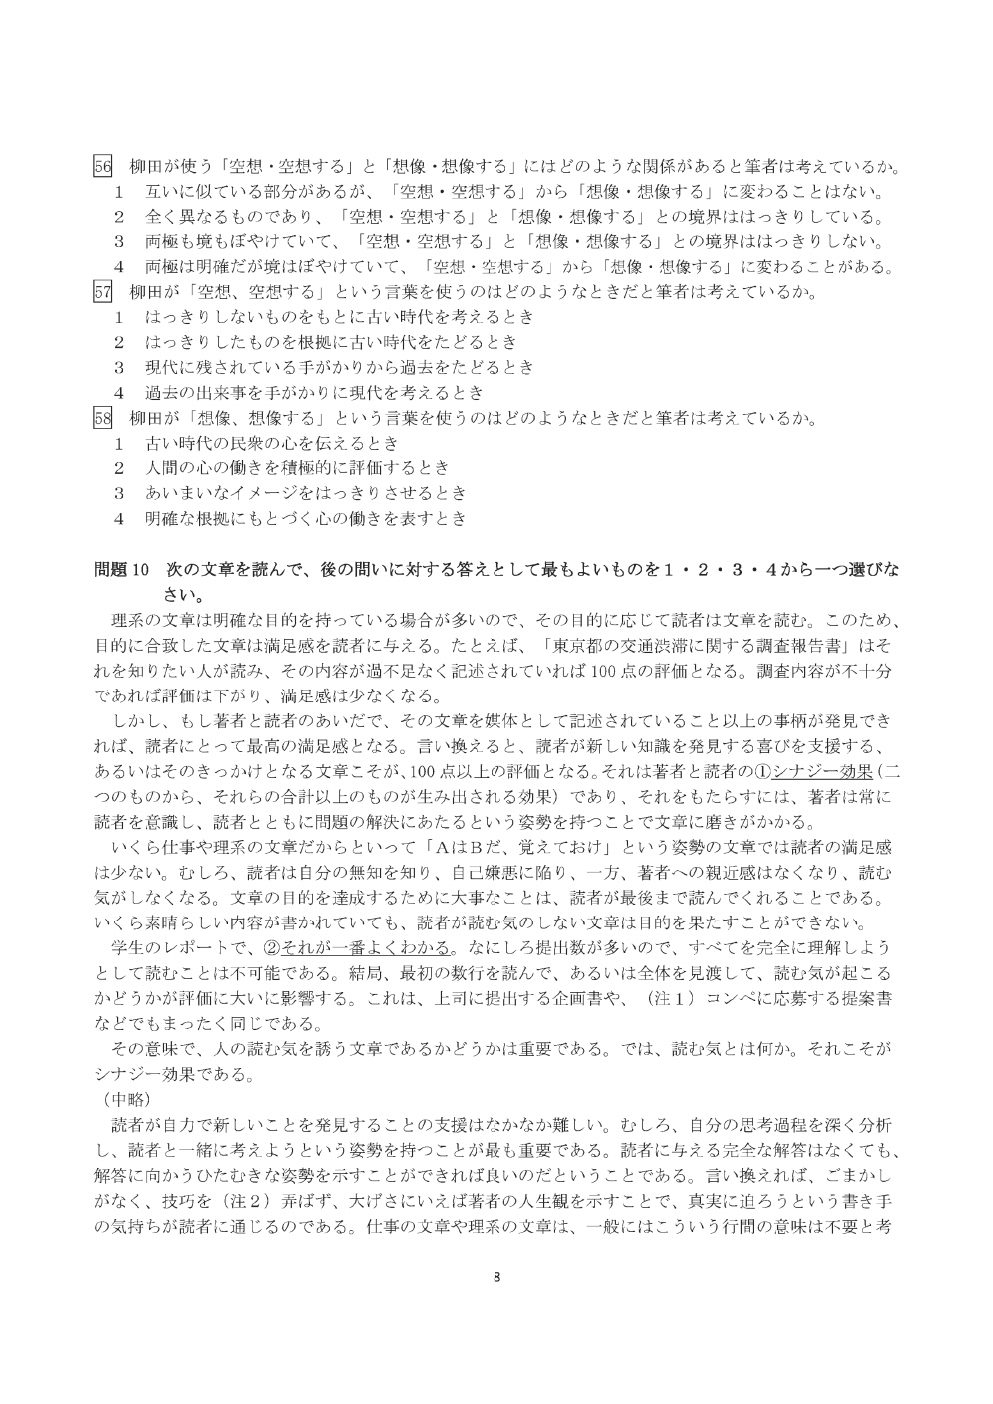 56 柳田が使う「空想・空想する」と「想像・想像する」にはどのような関係があると筆者は考えているか。
1 互いに似ている部分があるが、「空想・空想する」から「想像・想像する」に変わることはない。
2 全く異なるものであり、「空想・空想する」と「想像・想像する」との境界ははっきりしている。
3 両極も境もぼやけていて、「空想・空想する」と「想像・想像する」との境界ははっきりしない。
4 両極は明確だが境はぼやけていて、「空想・空想する」から「想像・想像する」に変わることがある。
57 柳田が「空想、空想する」という言葉を使うのはどのようなときだと筆者は考えているか。
1 はっきりしないものをもとに古い時代を考えるとき
2 はっきりしたものを根拠に古い時代をたどるとき
3 現代に残されている手がかりから過去をたどるとき
4 過去の出来事を手がかりに現代を考えるとき
58 柳田が「想像、想像する」という言葉を使うのはどのようなときだと筆者は考えているか。
1 古い時代の民衆の心を伝えるとき
2 人間の心の働きを積極的に評価するとき
3 あいまいなイメージをはっきりさせるとき
4 明確な根拠にもとづく心の働きを表すとき
問題 10 次の文章を読んで、後の問いに対する答えとして最もよいものを1・2・3・4から一つ選びな
さい。
理系の文章は明確な目的を持っている場合が多いので、その目的に応じて読者は文章を読む。このため、
目的に合致した文章は満足感を読者に与える。たとえば、「東京都の交通渋滞に関する調査報告書」はそ
れを知りたい人が読み、その内容が過不足なく記述されていれば 100 点の評価となる。調査内容が不十分
であれば評価は下がり、満足感は少なくなる。
しかし、もし著者と読者のあいだで、その文章を媒体として記述されていること以上の事柄が発見でき
れば、読者にとって最高の満足感となる。言い換えると、読者が新しい知識を発見する喜びを支援する、
あるいはそのきっかけとなる文章こそが、100 点以上の評価となる。それは著者と読者の①シナジー効果（二
つのものから、それらの合計以上のものが生み出される効果）であり、それをもたらすには、著者は常に
読者を意識し、読者とともに問題の解決にあたるという姿勢を持つことで文章に磨きがかかる。
いくら仕事や理系の文章だからといって「AはBだ、覚えておけ」という姿勢の文章では読者の満足感
は少ない。むしろ、読者は自分の無知を知り、自己嫌悪に陥り、一方、著者への親近感はなくなり、読む
気がしなくなる。文章の目的を達成するために大事なことは、読者が最後まで読んでくれることである。
いくら素晴らしい内容が書かれていても、読者が読む気のしない文章は目的を果たすことができない。
学生のレポートで、②それが一番よくわかる。なにしろ提出数が多いので、すべてを完全に理解しよう
として読むことは不可能である。結局、最初の数行を読んで、あるいは全体を見渡して、読む気が起こる
かどうかが評価に大いに影響する。これは、上司に提出する企画書や、（注1）コンペに応募する提案書
などでもまったく同じである。
その意味で、人の読む気を誘う文章であるかどうかは重要である。では、読む気とは何か。それこそが
シナジー効果である。
（中略）
読者が自力で新しいことを発見することの支援はなかなか難しい。むしろ、自分の思考過程を深く分析
し、読者と一緒に考えようという姿勢を持つことが最も重要である。読者に与える完全な解答はなくても、
解答に向かうひたむきな姿勢を示すことができれば良いのだということである。言い換えれば、ごまかし
がなく、技巧を（注2）弄ばず、大げさにいえば著者の人生観を示すことで、真実に迫ろうという書き手
の気持ちが読者に通じるのである。仕事の文章や理系の文章は、一般にはこういう行間の意味は不要と考
8